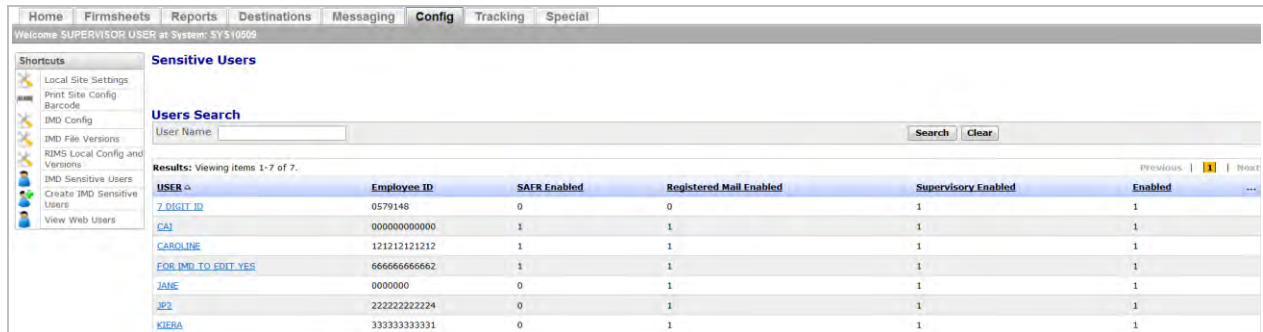 Home Firmsheets Reports Destinations Messaging Config Tracking Special
Welcome SUPERVISOR USER at System: SYS10509
Shortcuts
Local Site Settings
Print Site Config
Barcode
IMD Config
IMD File Versions
RIMS Local Config and
Versions
IMD Sensitive Users
Create IMD Sensitive
Users
View Web Users
Sensitive Users
Users Search
User Name Search Clear
Results: Viewing items 1-7 of 7. Previous | 1 | Next
USER Employee ID SAFR Enabled Registered Mail Enabled Supervisory Enabled Enabled ...
7 DIGIT ID 0579148 0 0 1 1
CAI 000000000000 1 1 1 1
CAROLINE 121212121212 1 1 1 1
FOR IMD TO EDIT YES 666666666662 1 1 1 1
JANE 0000000 0 1 1 1
JP2 222222222224 0 1 1 1
KIERA 333333333331 0 1 1 1